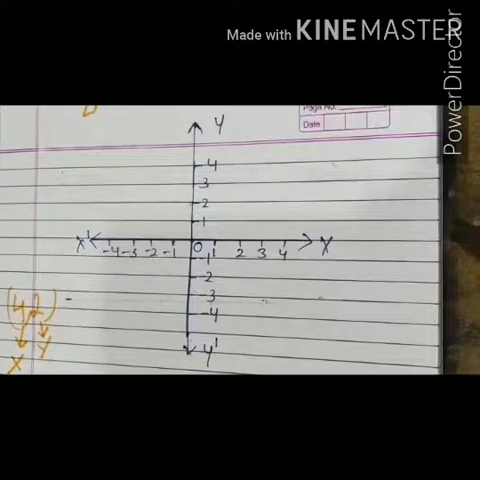 Made with KINEMASTER
PowerDirector
Page No.
Date
Y
4
3
2
1
X' -4 -3 -2 -1 0 1 2 3 4 X
-1
-2
-3
-4
Y'
(4,2) -
X Y